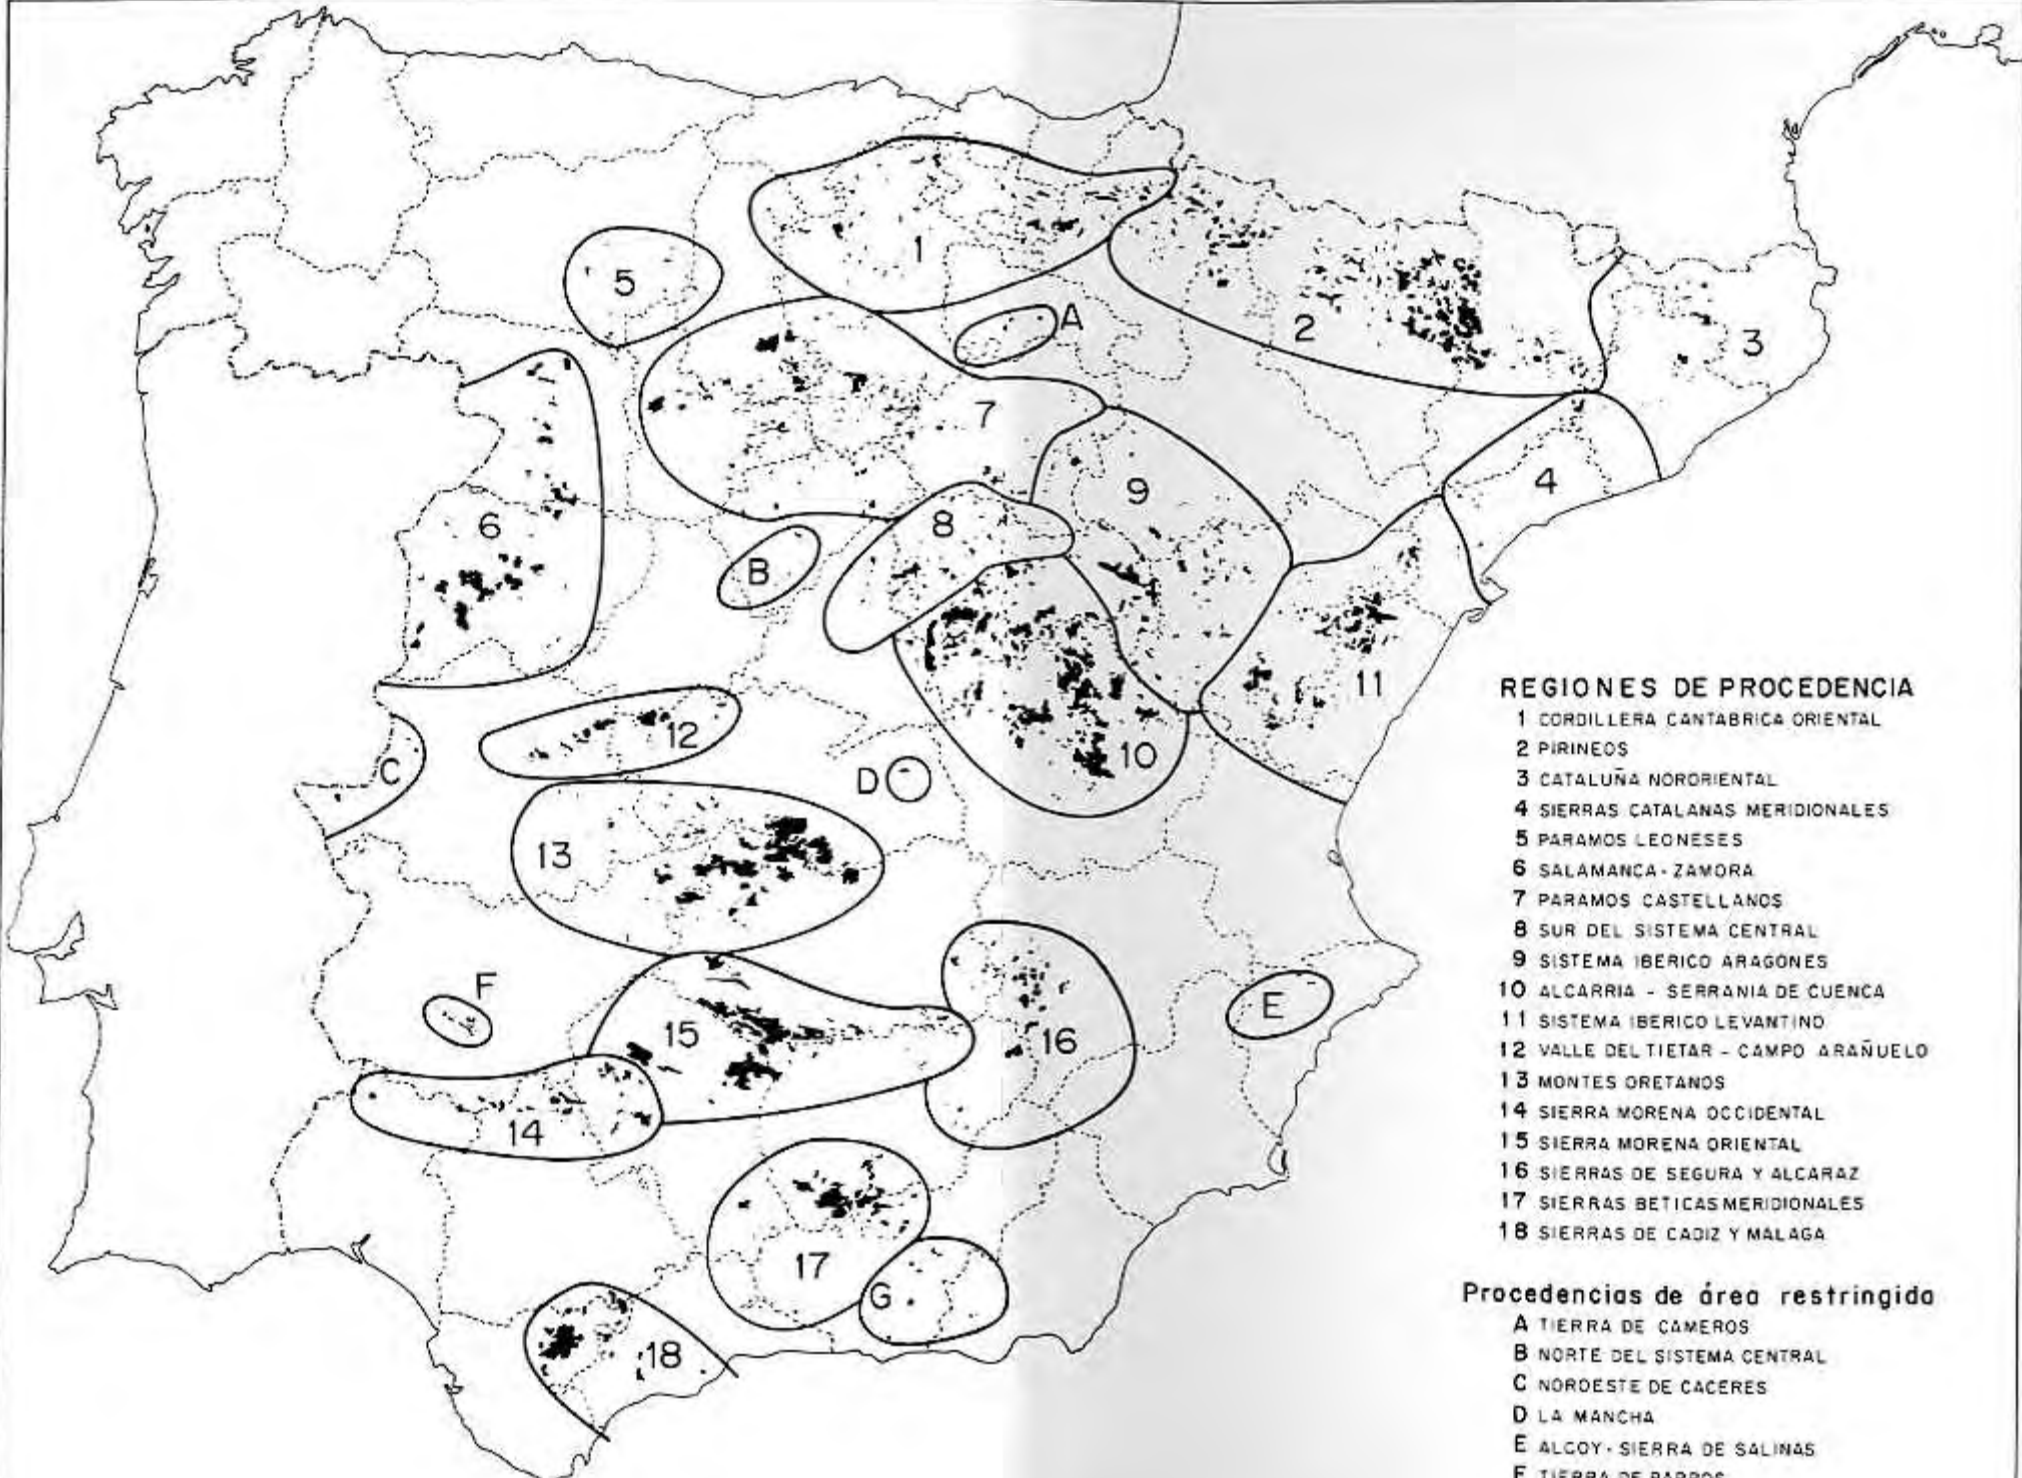 1
5
A
2
3
7
9
4
6
8
B
11
12
C
10
D
13
F
E
15
16
14
17
G
18
REGIONES DE PROCEDENCIA
1 CORDILLERA CANTABRICA ORIENTAL
2 PIRINEOS
3 CATALUÑA NORORIENTAL
4 SIERRAS CATALANAS MERIDIONALES
5 PARAMOS LEONESES
6 SALAMANCA - ZAMORA
7 PARAMOS CASTELLANOS
8 SUR DEL SISTEMA CENTRAL
9 SISTEMA IBERICO ARAGONES
10 ALCARRIA - SERRANIA DE CUENCA
11 SISTEMA IBERICO LEVANTINO
12 VALLE DEL TIETAR - CAMPO ARAÑUELO
13 MONTES ORETANOS
14 SIERRA MORENA OCCIDENTAL
15 SIERRA MORENA ORIENTAL
16 SIERRAS DE SEGURA Y ALCARAZ
17 SIERRAS BETICAS MERIDIONALES
18 SIERRAS DE CADIZ Y MALAGA
Procedencias de área restringida
A TIERRA DE CAMEROS
B NORTE DEL SISTEMA CENTRAL
C NOROESTE DE CACERES
D LA MANCHA
E ALCOY - SIERRA DE SALINAS
F TIERRA DE BARROS